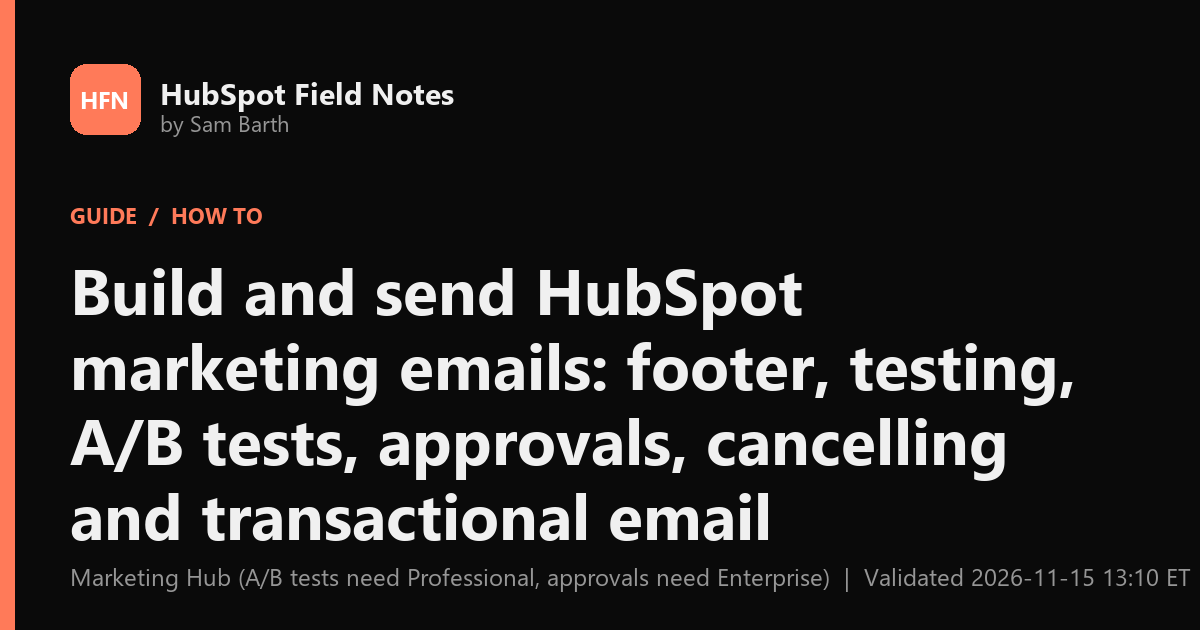 HFN
HubSpot Field Notes
by Sam Barth
GUIDE / HOW TO
Build and send HubSpot
marketing emails: footer, testing,
A/B tests, approvals, cancelling
and transactional email
Marketing Hub (A/B tests need Professional, approvals need Enterprise) | Validated 2026-11-15 13:10 ET